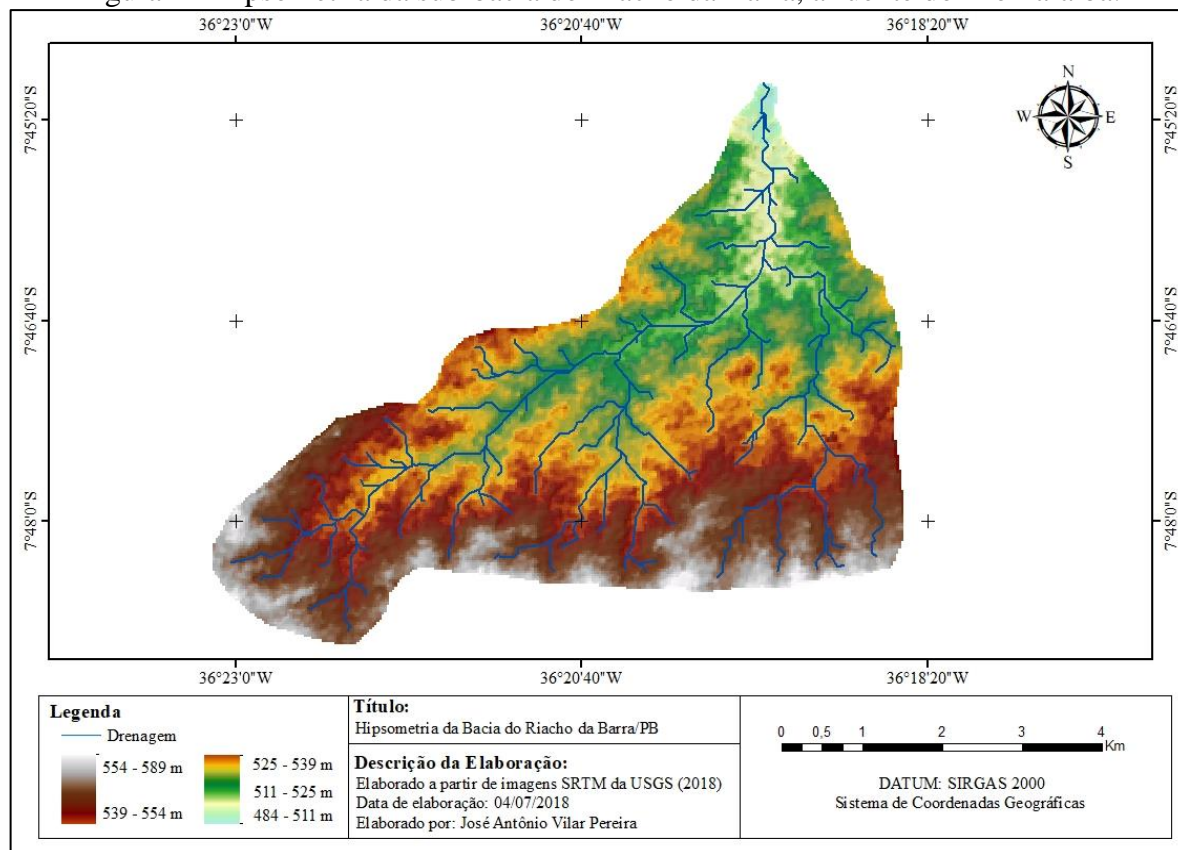 36°23'0"W 36°20'40"W 36°18'20"W
7°45'20"S 7°45'20"S
N
W E
S
7°46'40"S 7°46'40"S
7°48'0"S 7°48'0"S
36°23'0"W 36°20'40"W 36°18'20"W
Legenda
Drenagem
554 - 589 m
539 - 554 m
525 - 539 m
511 - 525 m
484 - 511 m
Título:
Hipsometria da Bacia do Riacho da Barra/PB
Descrição da Elaboração:
Elaborado a partir de imagens SRTM da USGS (2018)
Data de elaboração: 04/07/2018
Elaborado por: José Antônio Vilar Pereira
0 0,5 1 2 3 4
Km
DATUM: SIRGAS 2000
Sistema de Coordenadas Geográficas